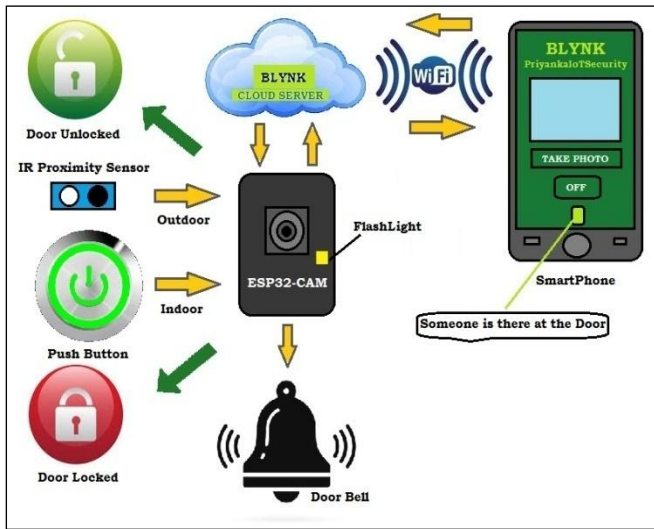 BLYNK
CLOUD SERVER
WiFi
BLYNK
PriyankaIoTSecurity
TAKE PHOTO
OFF
Door Unlocked
IR Proximity Sensor
Outdoor
FlashLight
ESP32-CAM
SmartPhone
Indoor
Someone is there at the Door
Push Button
Door Locked
Door Bell